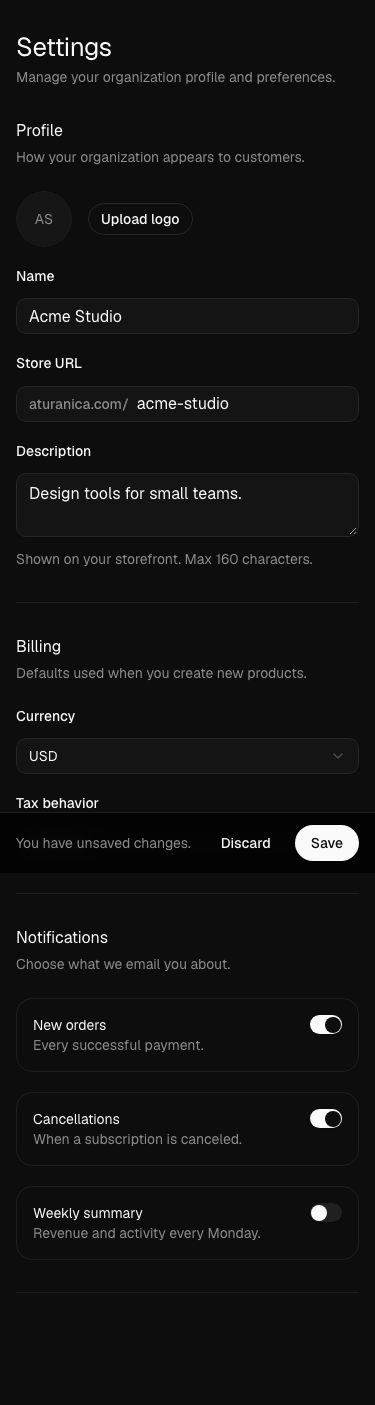 Settings
Manage your organization profile and preferences.
Profile
How your organization appears to customers.
AS
Upload logo
Name
Acme Studio
Store URL
aturanica.com/ acme-studio
Description
Design tools for small teams.
Shown on your storefront. Max 160 characters.
Billing
Defaults used when you create new products.
Currency
USD
Tax behavior
You have unsaved changes. Discard Save
Notifications
Choose what we email you about.
New orders
Every successful payment.
Cancellations
When a subscription is canceled.
Weekly summary
Revenue and activity every Monday.